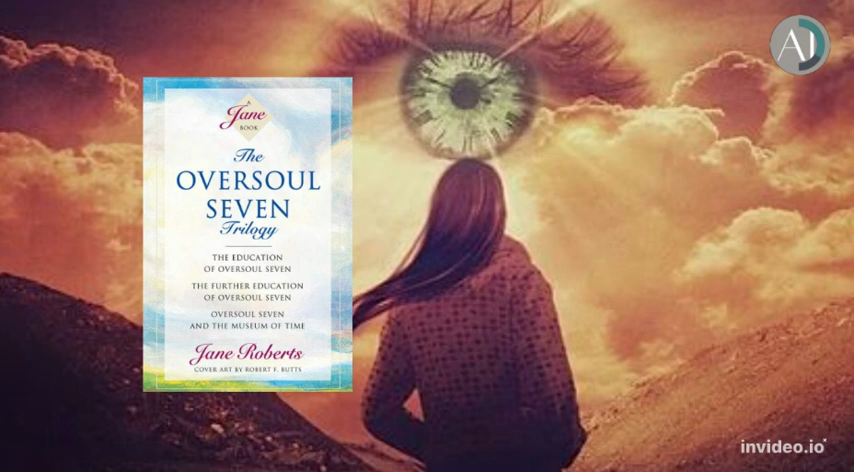 AI
A
Jane
BOOK
The
OVERSOUL
SEVEN
Trilogy
THE EDUCATION
OF OVERSOUL SEVEN
THE FURTHER EDUCATION
OF OVERSOUL SEVEN
OVERSOUL SEVEN
AND THE MUSEUM OF TIME
Jane Roberts
COVER ART BY ROBERT F. BUTTS
invideo.io